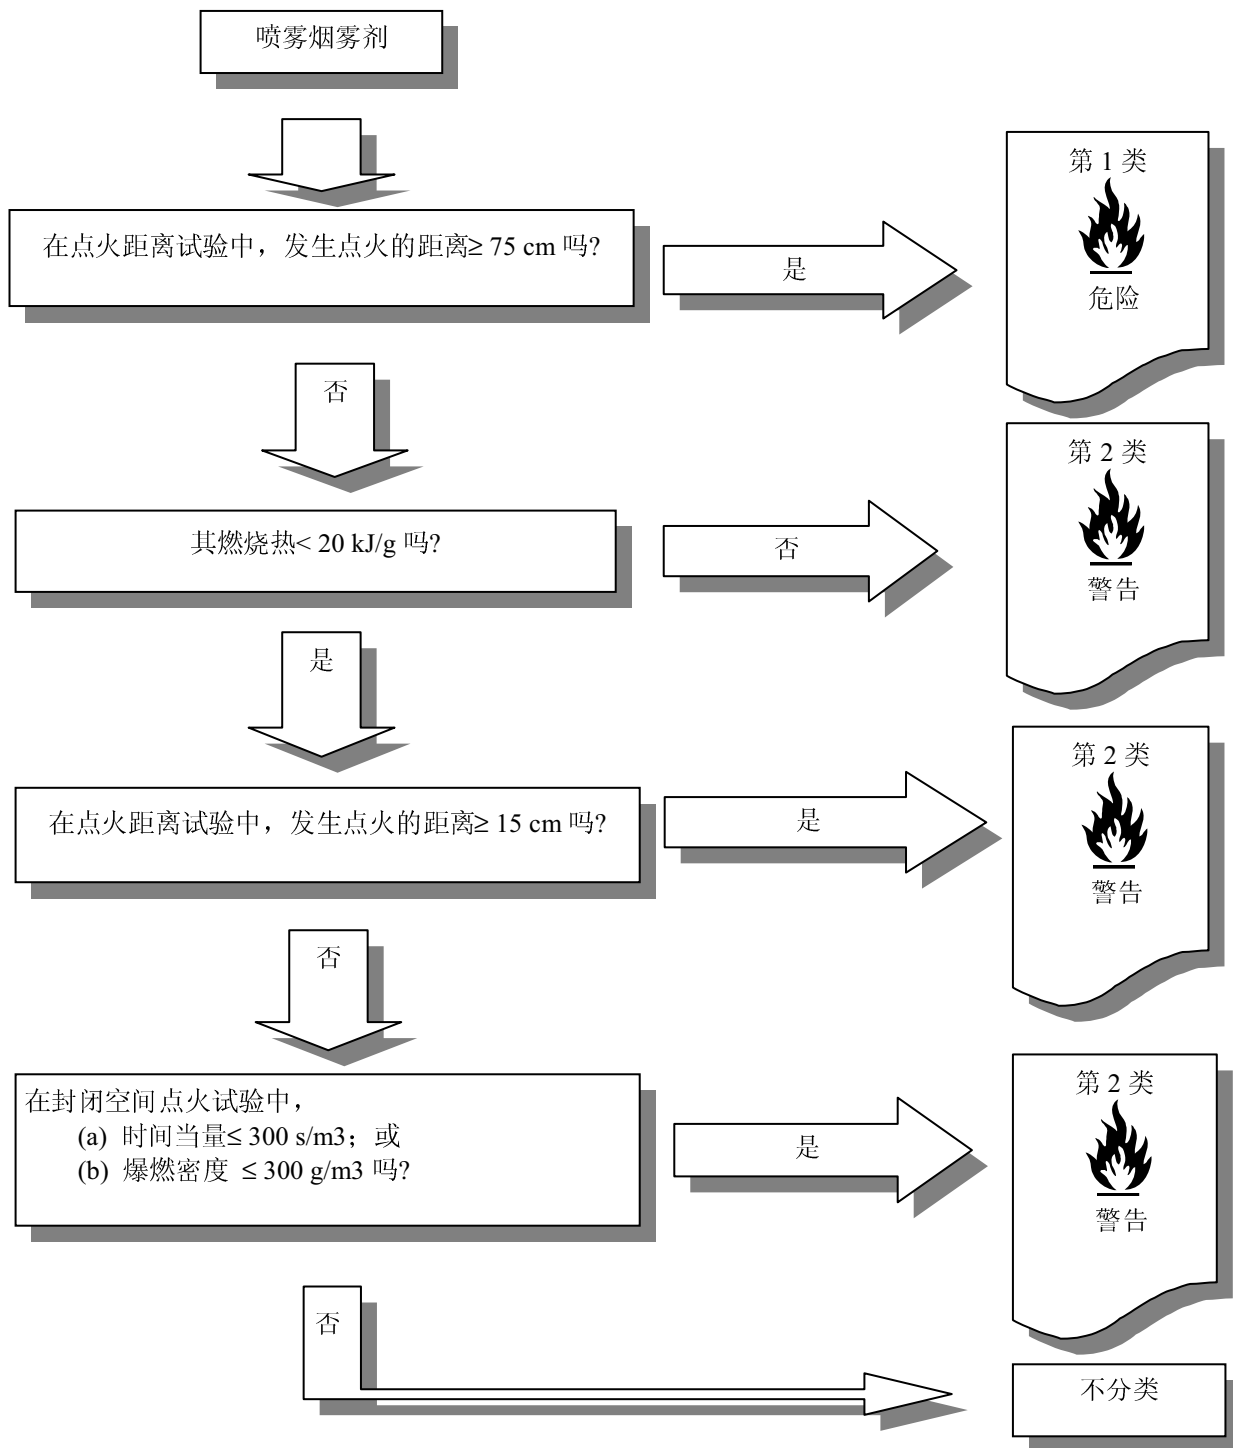 喷雾烟雾剂
第 1 类
在点火距离试验中，发生点火的距离≥ 75 cm 吗?
是
危险
否
第 2 类
其燃烧热< 20 kJ/g 吗?
否
警告
是
第 2 类
在点火距离试验中，发生点火的距离≥ 15 cm 吗?
是
警告
否
第 2 类
在封闭空间点火试验中，
(a) 时间当量≤ 300 s/m3；或
(b) 爆燃密度 ≤ 300 g/m3 吗?
是
警告
否
不分类